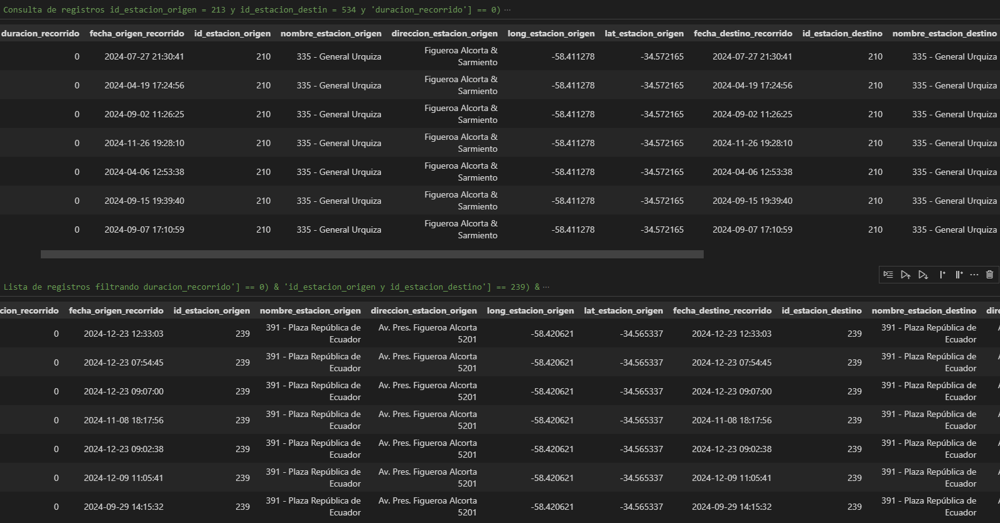 Consulta de registros id_estacion_origen = 213 y id_estacion_destin = 534 y ‘duracion_recorrido'] == 0) ···
duracion_recorrido fecha_origen_recorrido id_estacion_origen nombre_estacion_origen direccion_estacion_origen long_estacion_origen lat_estacion_origen fecha_destino_recorrido id_estacion_destino nombre_estacion_destino
0 2024-07-27 21:30:41 210 335 - General Urquiza Figueroa Alcorta & Sarmiento -58.411278 -34.572165 2024-07-27 21:30:41 210 335 - General Urquiza
0 2024-04-19 17:24:56 210 335 - General Urquiza Figueroa Alcorta & Sarmiento -58.411278 -34.572165 2024-04-19 17:24:56 210 335 - General Urquiza
0 2024-09-02 11:26:25 210 335 - General Urquiza Figueroa Alcorta & Sarmiento -58.411278 -34.572165 2024-09-02 11:26:25 210 335 - General Urquiza
0 2024-11-26 19:28:10 210 335 - General Urquiza Figueroa Alcorta & Sarmiento -58.411278 -34.572165 2024-11-26 19:28:10 210 335 - General Urquiza
0 2024-04-06 12:53:38 210 335 - General Urquiza Figueroa Alcorta & Sarmiento -58.411278 -34.572165 2024-04-06 12:53:38 210 335 - General Urquiza
0 2024-09-15 19:39:40 210 335 - General Urquiza Figueroa Alcorta & Sarmiento -58.411278 -34.572165 2024-09-15 19:39:40 210 335 - General Urquiza
0 2024-09-07 17:10:59 210 335 - General Urquiza Figueroa Alcorta & Sarmiento -58.411278 -34.572165 2024-09-07 17:10:59 210 335 - General Urquiza
Lista de registros filtrando duracion_recorrido'] == 0) & 'id_estacion_origen y id_estacion_destino'] == 239) & ···
cion_recorrido fecha_origen_recorrido id_estacion_origen nombre_estacion_origen direccion_estacion_origen long_estacion_origen lat_estacion_origen fecha_destino_recorrido id_estacion_destino nombre_estacion_destino dire
0 2024-12-23 12:33:03 239 391 - Plaza República de Ecuador Av. Pres. Figueroa Alcorta 5201 -58.420621 -34.565337 2024-12-23 12:33:03 239 391 - Plaza República de Ecuador
0 2024-12-23 07:54:45 239 391 - Plaza República de Ecuador Av. Pres. Figueroa Alcorta 5201 -58.420621 -34.565337 2024-12-23 07:54:45 239 391 - Plaza República de Ecuador
0 2024-12-23 09:07:00 239 391 - Plaza República de Ecuador Av. Pres. Figueroa Alcorta 5201 -58.420621 -34.565337 2024-12-23 09:07:00 239 391 - Plaza República de Ecuador
0 2024-11-08 18:17:56 239 391 - Plaza República de Ecuador Av. Pres. Figueroa Alcorta 5201 -58.420621 -34.565337 2024-11-08 18:17:56 239 391 - Plaza República de Ecuador
0 2024-12-23 09:02:38 239 391 - Plaza República de Ecuador Av. Pres. Figueroa Alcorta 5201 -58.420621 -34.565337 2024-12-23 09:02:38 239 391 - Plaza República de Ecuador
0 2024-12-09 11:05:41 239 391 - Plaza República de Ecuador Av. Pres. Figueroa Alcorta 5201 -58.420621 -34.565337 2024-12-09 11:05:41 239 391 - Plaza República de Ecuador
0 2024-09-29 14:15:32 239 391 - Plaza República de Ecuador Av. Pres. Figueroa Alcorta 5201 -58.420621 -34.565337 2024-09-29 14:15:32 239 391 - Plaza República de Ecuador